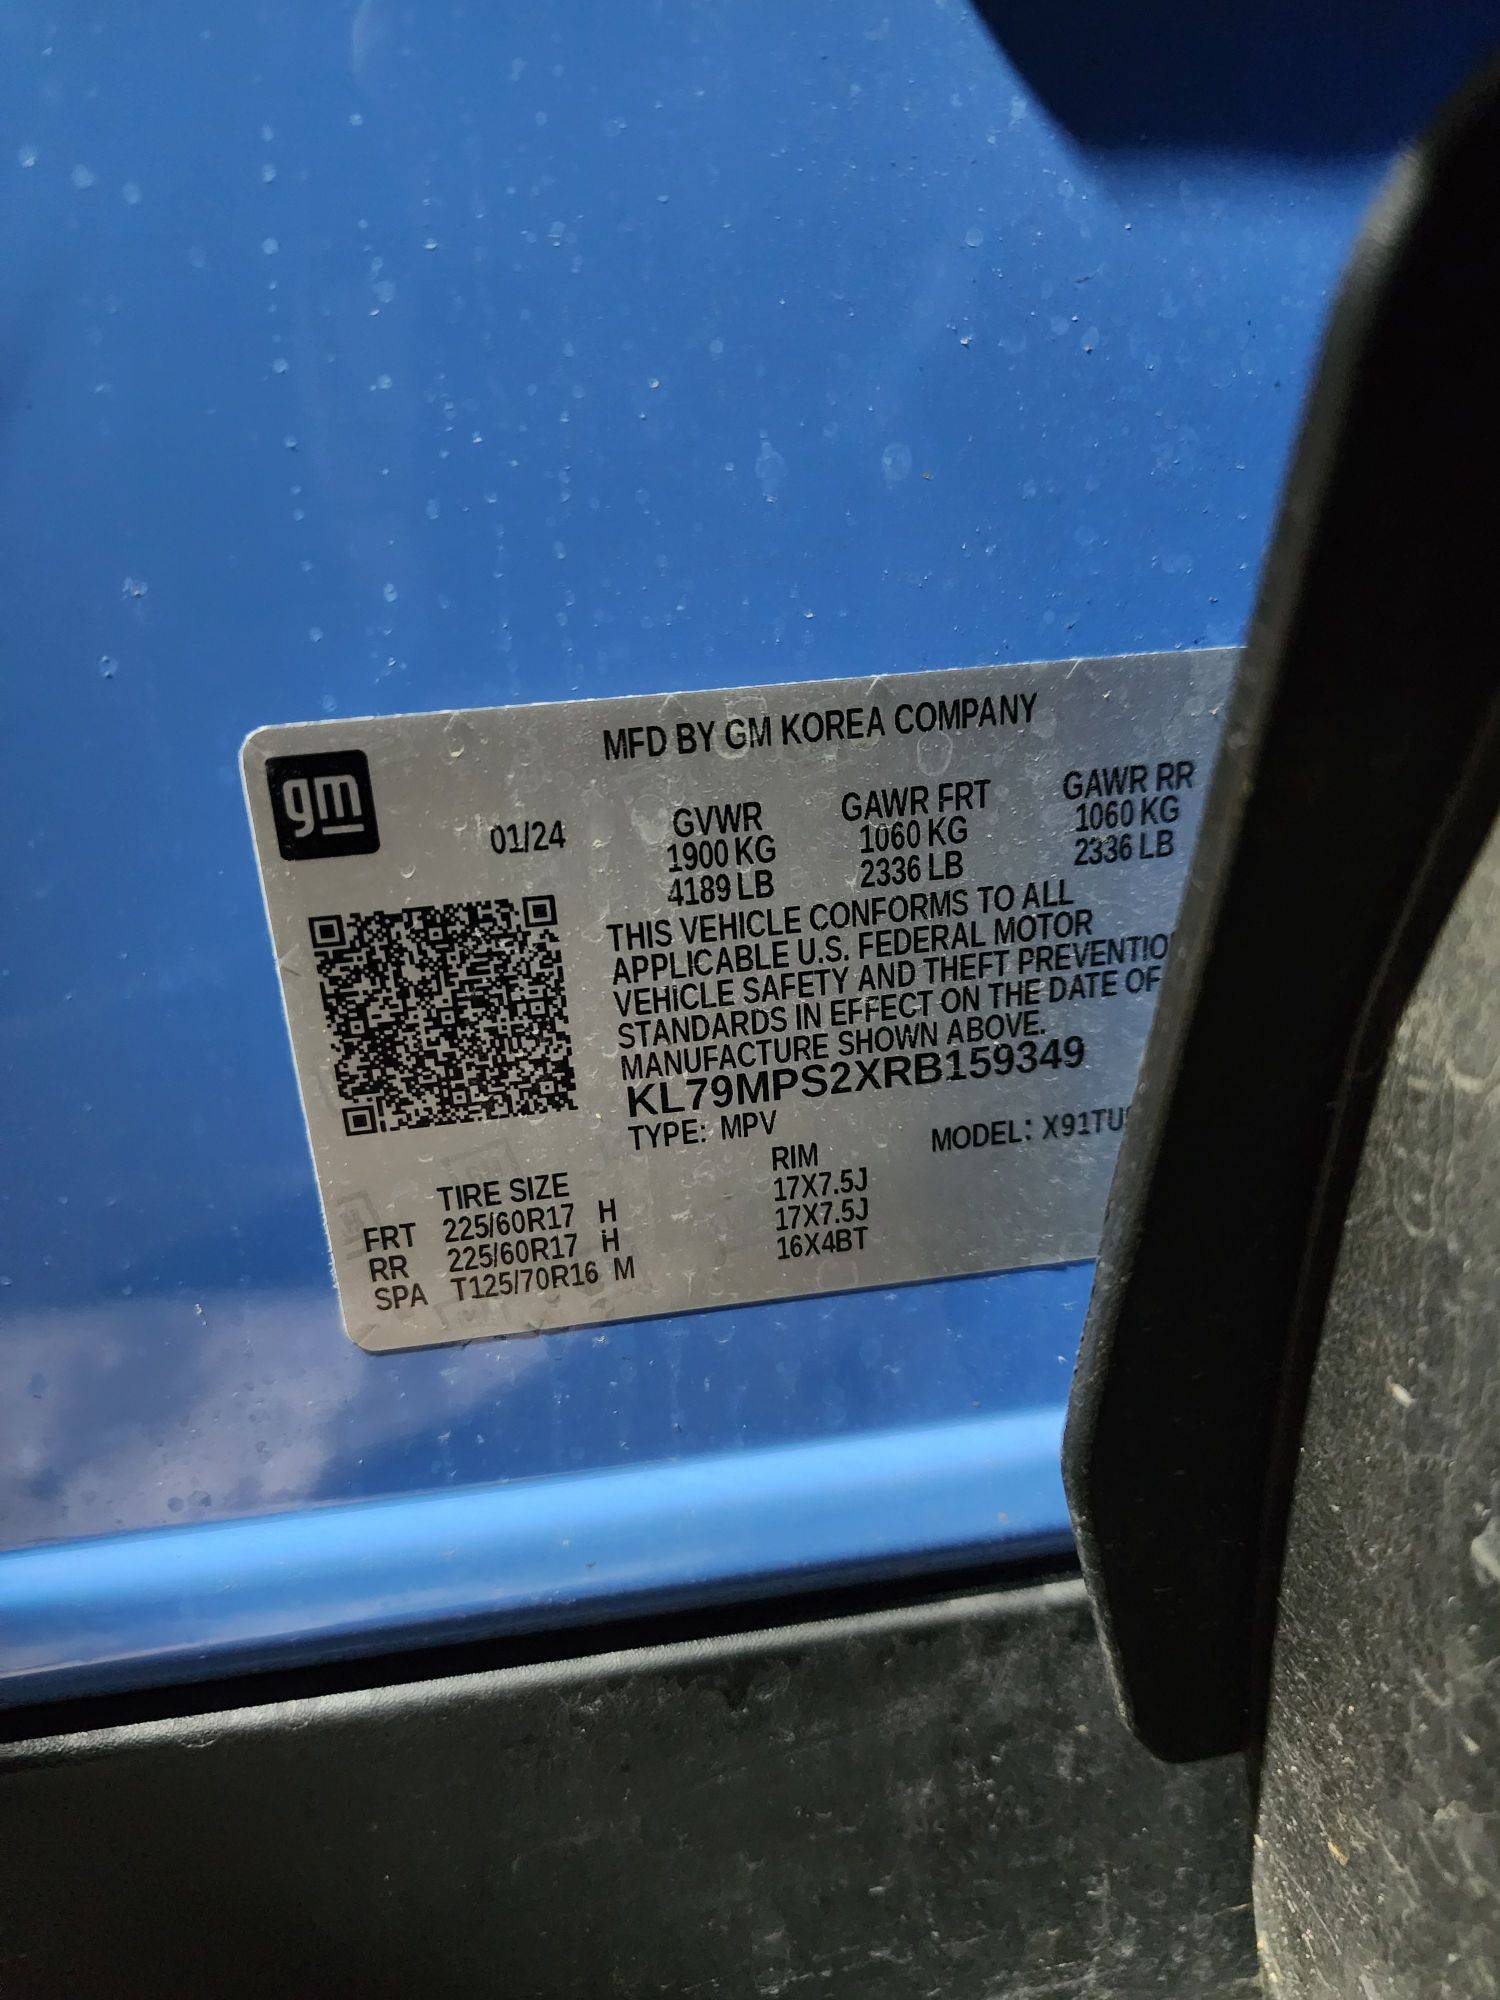 MFD BY GM KOREA COMPANY
gm
01/24
GVWR GAWR FRT GAWR RR
1900 KG 1060 KG 1060 KG
4189 LB 2336 LB 2336 LB
THIS VEHICLE CONFORMS TO ALL
APPLICABLE U.S. FEDERAL MOTOR
VEHICLE SAFETY AND THEFT PREVENTIO
STANDARDS IN EFFECT ON THE DATE OF
MANUFACTURE SHOWN ABOVE.
KL79MPS2XRB159349
TYPE: MPV MODEL: X91TU
TIRE SIZE RIM
FRT 225/60R17 H 17X7.5J
RR 225/60R17 H 17X7.5J
SPA T125/70R16 M 16X4BT